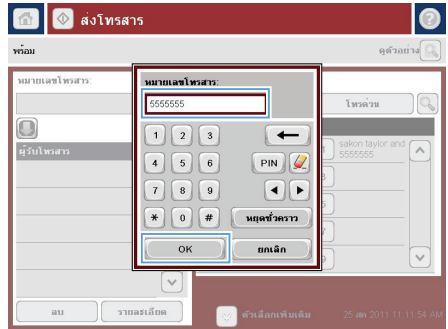 ส่งโทรสาร
พร้อม
ดูตัวอย่าง
หมายเลขโทรสาร:
โทรด่วน
ผู้รับโทรสาร
sakon taylor and
5555555
หมายเลขโทรสาร:
5555555
1 2 3
4 5 6 PIN
7 8 9
* 0 # หยุดชั่วคราว
OK ยกเลิก
ลบ
รายละเอียด
ตัวเลือกเพิ่มเติม
25 สค 2011 11:11:54 AM